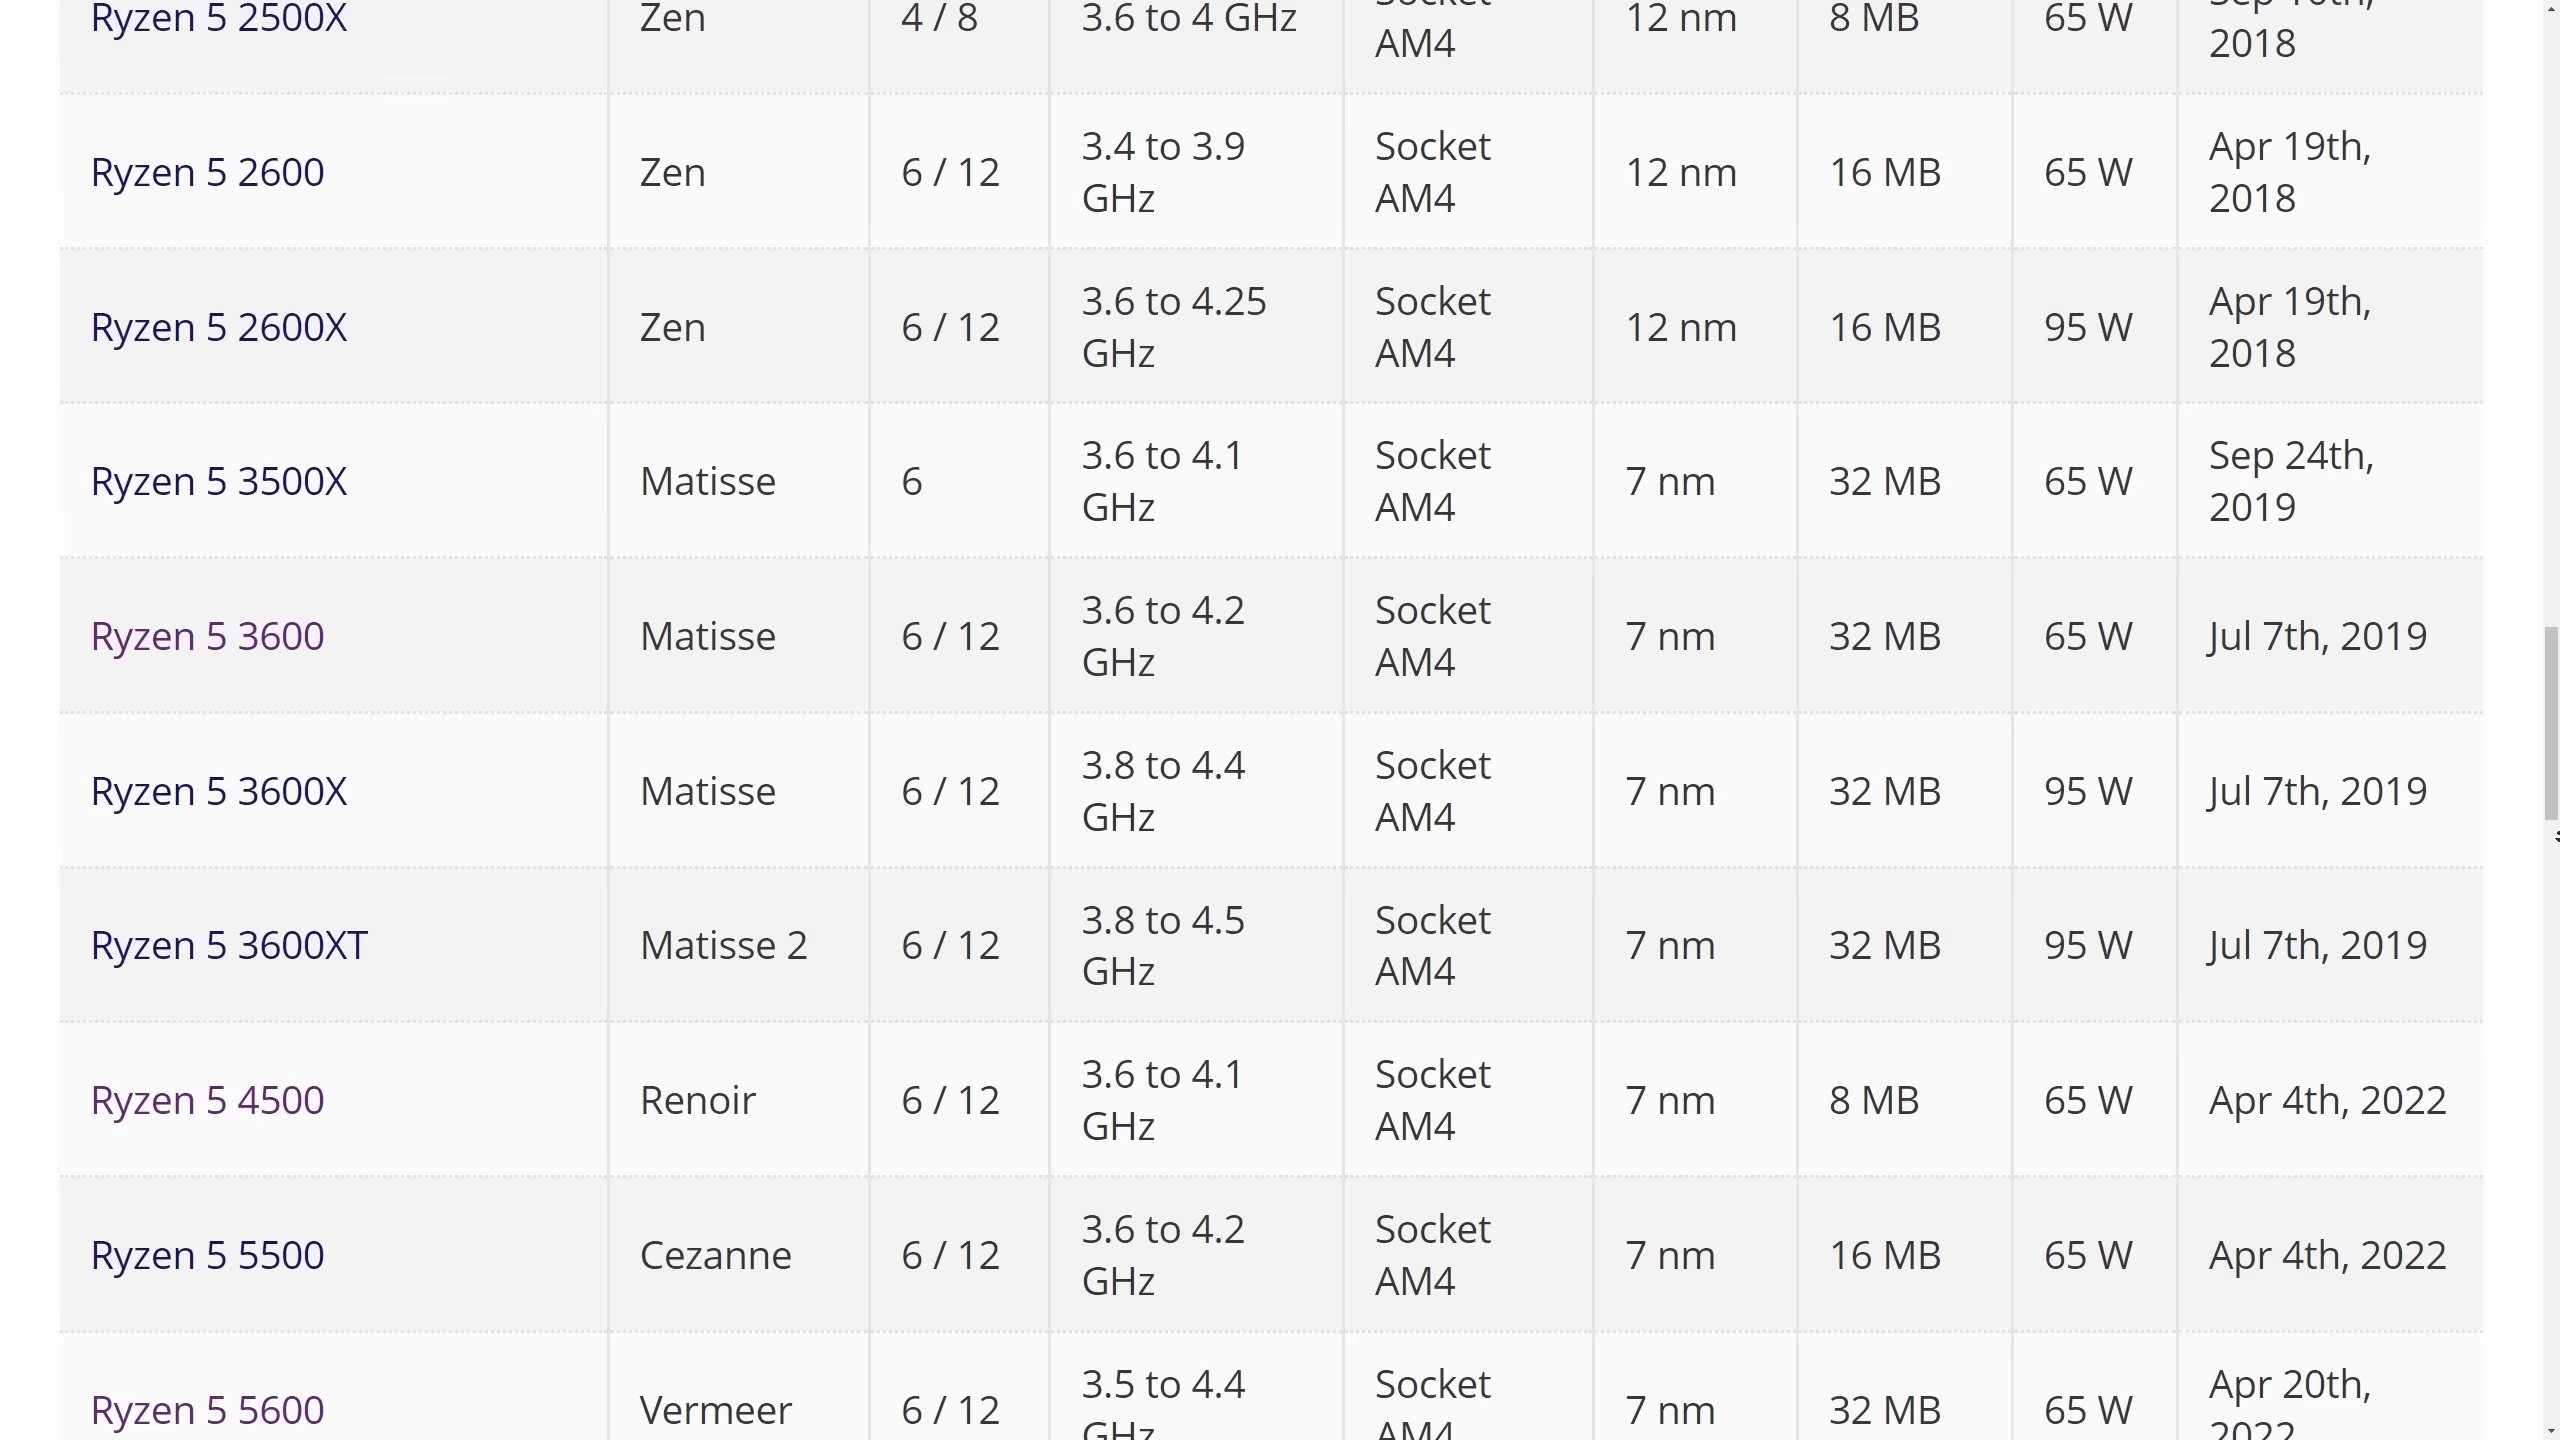 Ryzen 5 2500X Zen 4 / 8 3.6 to 4 GHz Socket AM4 12 nm 8 MB 65 W Sep 10th, 2018
Ryzen 5 2600 Zen 6 / 12 3.4 to 3.9 GHz Socket AM4 12 nm 16 MB 65 W Apr 19th, 2018
Ryzen 5 2600X Zen 6 / 12 3.6 to 4.25 GHz Socket AM4 12 nm 16 MB 95 W Apr 19th, 2018
Ryzen 5 3500X Matisse 6 3.6 to 4.1 GHz Socket AM4 7 nm 32 MB 65 W Sep 24th, 2019
Ryzen 5 3600 Matisse 6 / 12 3.6 to 4.2 GHz Socket AM4 7 nm 32 MB 65 W Jul 7th, 2019
Ryzen 5 3600X Matisse 6 / 12 3.8 to 4.4 GHz Socket AM4 7 nm 32 MB 95 W Jul 7th, 2019
Ryzen 5 3600XT Matisse 2 6 / 12 3.8 to 4.5 GHz Socket AM4 7 nm 32 MB 95 W Jul 7th, 2019
Ryzen 5 4500 Renoir 6 / 12 3.6 to 4.1 GHz Socket AM4 7 nm 8 MB 65 W Apr 4th, 2022
Ryzen 5 5500 Cezanne 6 / 12 3.6 to 4.2 GHz Socket AM4 7 nm 16 MB 65 W Apr 4th, 2022
Ryzen 5 5600 Vermeer 6 / 12 3.5 to 4.4 GHz Socket AM4 7 nm 32 MB 65 W Apr 20th, 2022